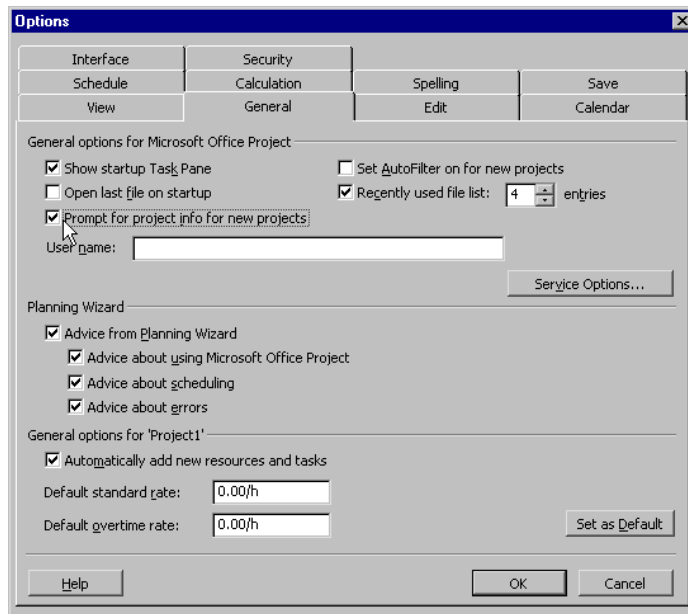 Options
Interface Security
Schedule Calculation Spelling Save
View General Edit Calendar
General options for Microsoft Office Project
Show startup Task Pane Set AutoFilter on for new projects
Open last file on startup Recently used file list: 4 entries
Prompt for project info for new projects
User name:
Service Options...
Planning Wizard
Advice from Planning Wizard
Advice about using Microsoft Office Project
Advice about scheduling
Advice about errors
General options for 'Project1'
Automatically add new resources and tasks
Default standard rate: 0.00/h
Default overtime rate: 0.00/h Set as Default
Help OK Cancel